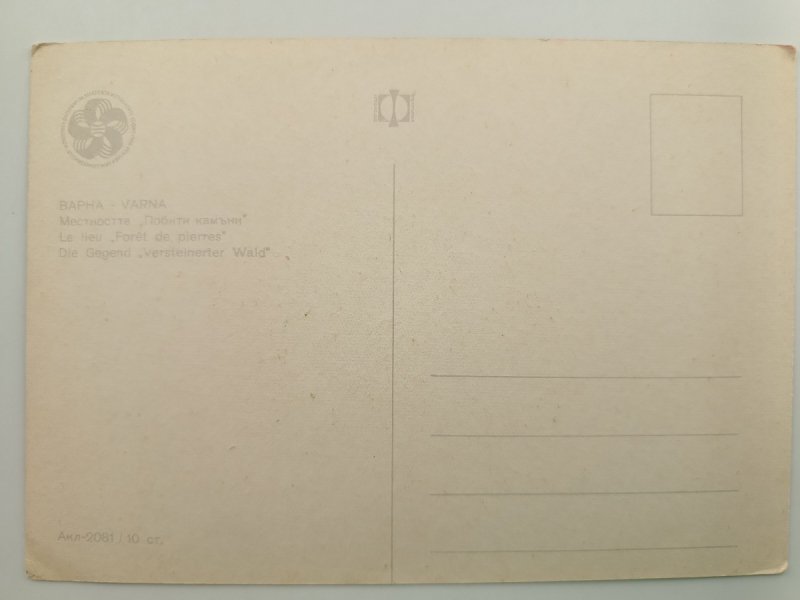 ВАРНА - VARNA
Местността „Побити камъни"
Le lieu „Forêt de pierres"
Die Gegend „versteinerter Wald"
Акл-2081 / 10 ст.